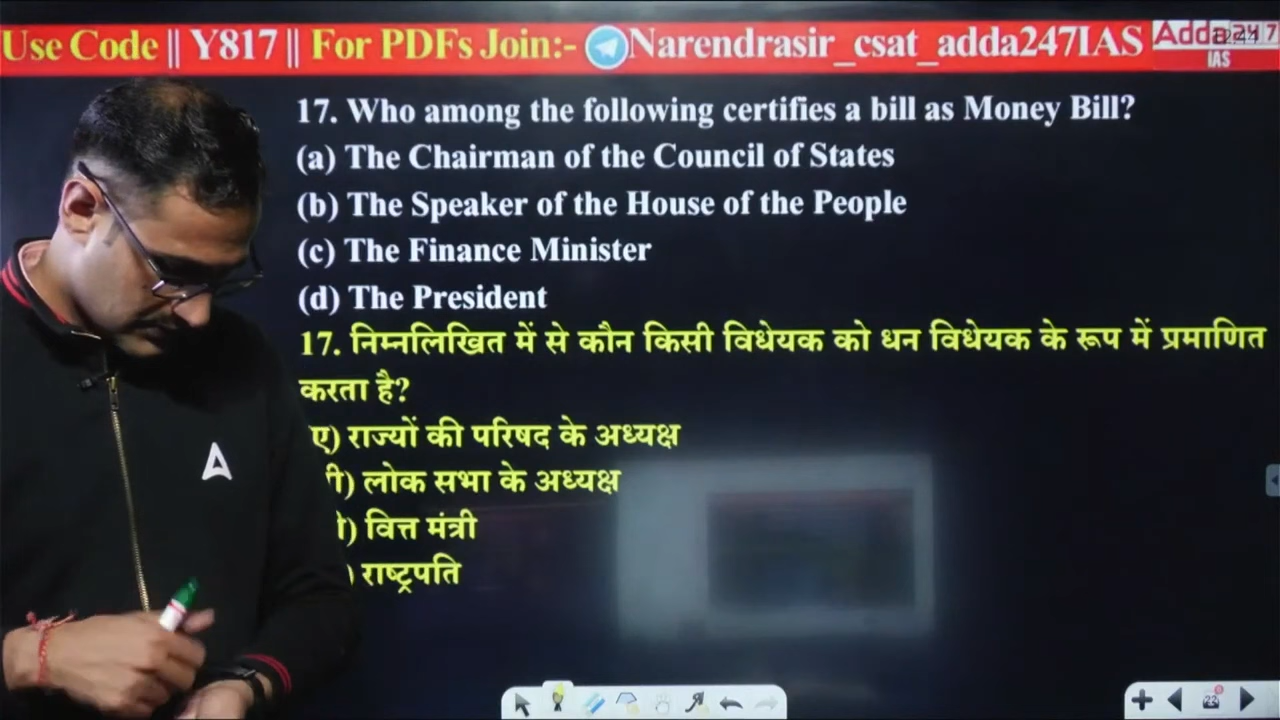 Use Code || Y817 || For PDFs Join:- Narendrasir_csat_adda247IAS Adda247
IAS
17. Who among the following certifies a bill as Money Bill?
(a) The Chairman of the Council of States
(b) The Speaker of the House of the People
(c) The Finance Minister
(d) The President
17. निम्नलिखित में से कौन किसी विधेयक को धन विधेयक के रूप में प्रमाणित
करता है?
ए) राज्यों की परिषद के अध्यक्ष
लोक सभा के अध्यक्ष
वित्त मंत्री
) राष्ट्रपति
22